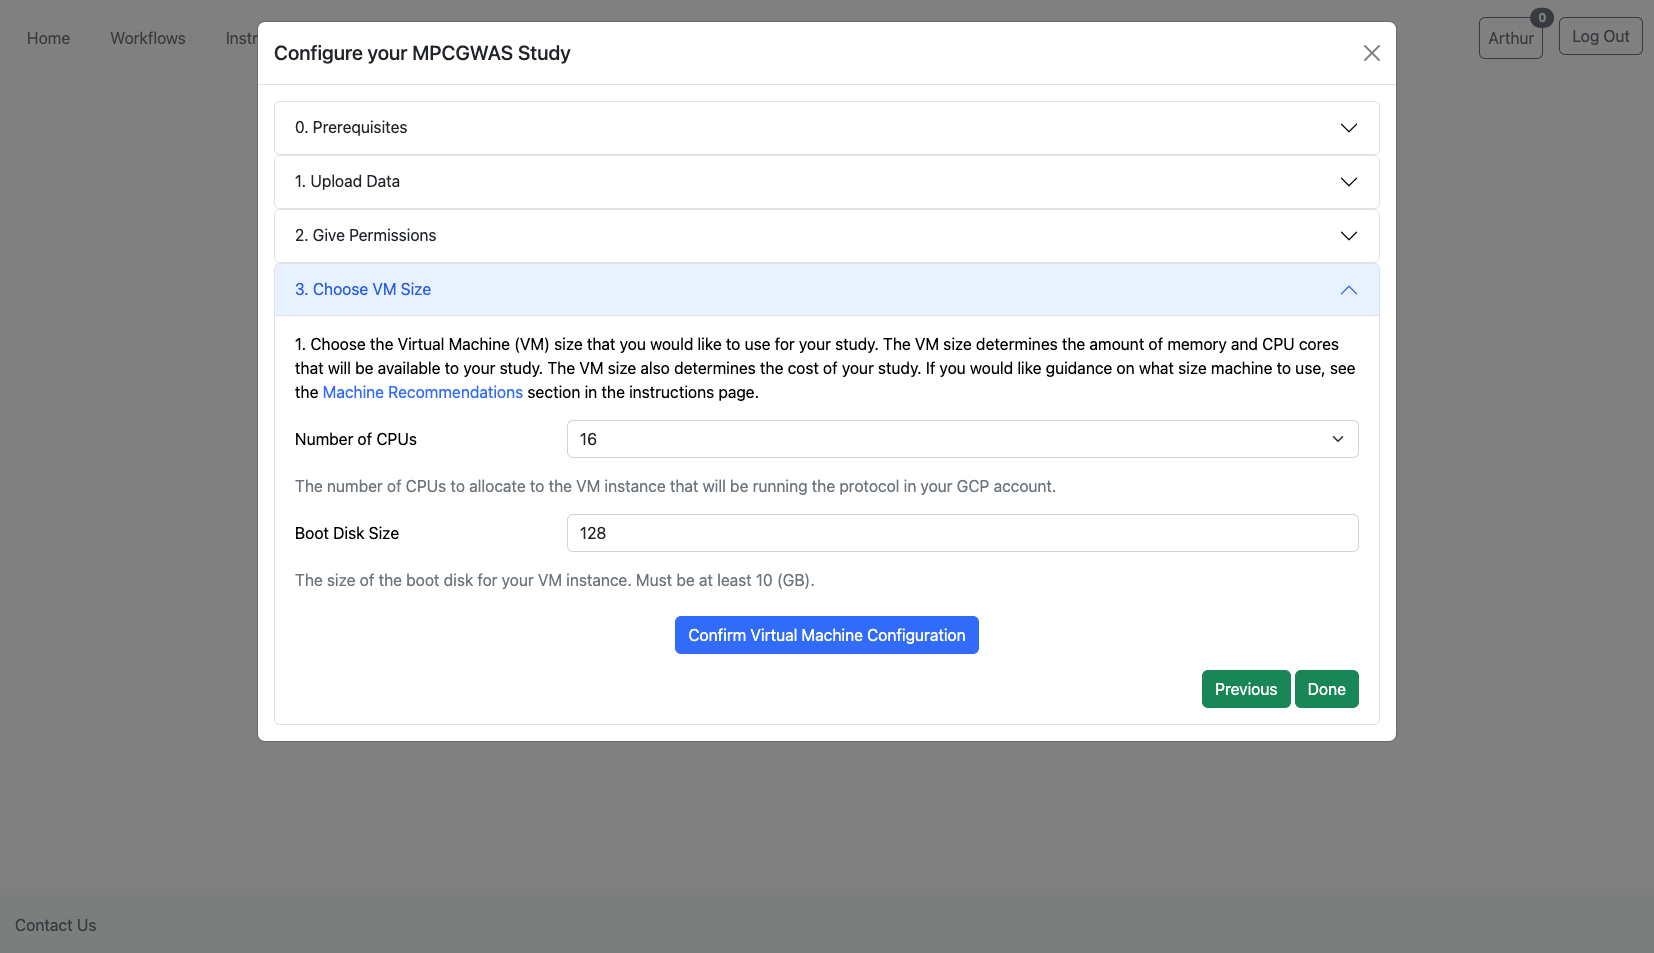 Home Workflows Instr
Arthur 0 Log Out
Configure your MPCGWAS Study
0. Prerequisites
1. Upload Data
2. Give Permissions
3. Choose VM Size
1. Choose the Virtual Machine (VM) size that you would like to use for your study. The VM size determines the amount of memory and CPU cores
that will be available to your study. The VM size also determines the cost of your study. If you would like guidance on what size machine to use, see
the Machine Recommendations section in the instructions page.
Number of CPUs 16
The number of CPUs to allocate to the VM instance that will be running the protocol in your GCP account.
Boot Disk Size 128
The size of the boot disk for your VM instance. Must be at least 10 (GB).
Confirm Virtual Machine Configuration
Previous Done
Contact Us